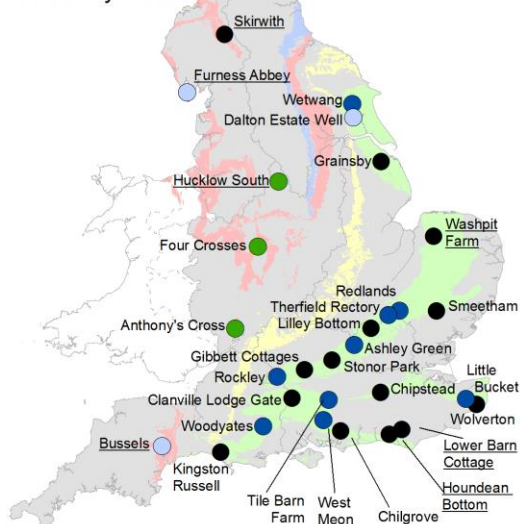 Skirwith
Furness Abbey
Wetwang
Dalton Estate Well
Grainsby
Hucklow South
Washpit
Farm
Four Crosses
Redlands
Therfield Rectory
Smeetham
Lilley Bottom
Anthony's Cross
Ashley Green
Gibbett Cottages
Stonor Park
Little
Bucket
Rockley
Chipstead
Clanville Lodge Gate
Wolverton
Woodyates
Bussels
Lower Barn
Cottage
Kingston
Russell
Houndean
Bottom
Tile Barn
Farm
West
Meon
Chilgrove